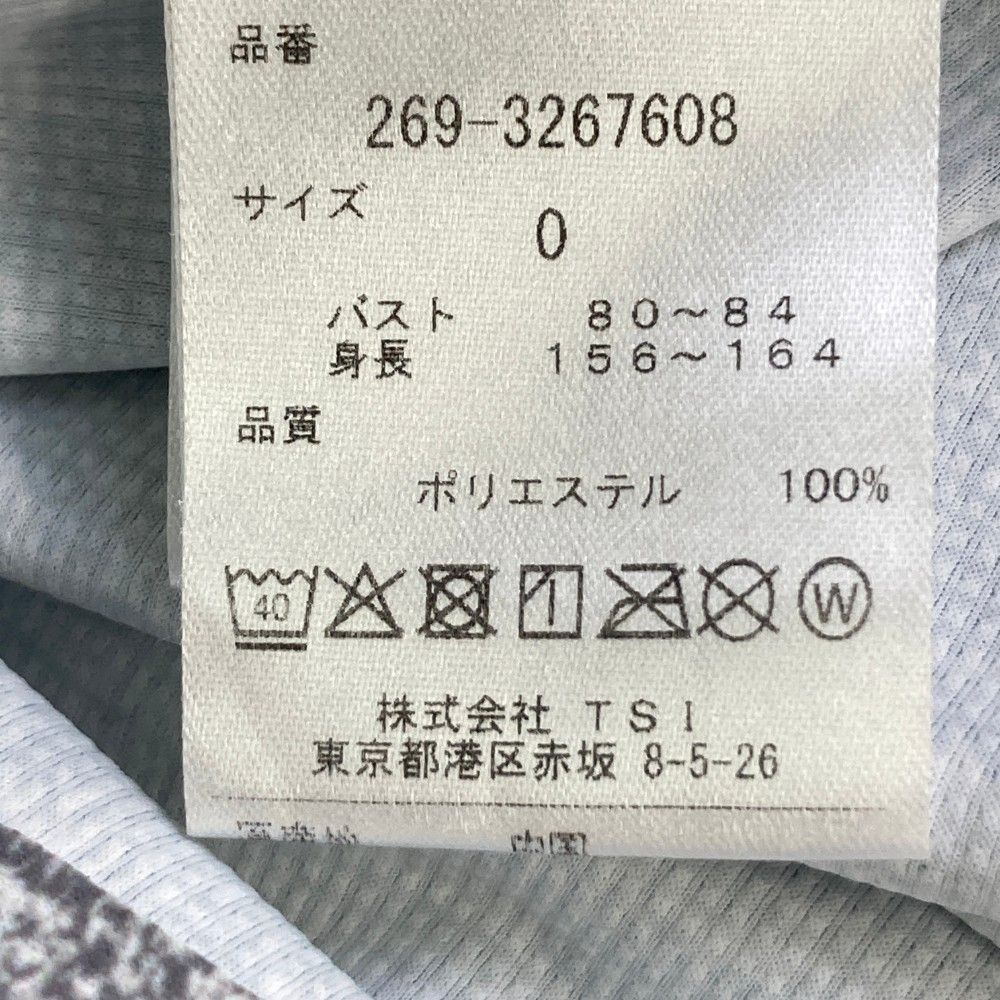 品番
269-3267608
サイズ
0
バスト 80～84
身長 156～164
品質
ポリエステル 100%
40
W
株式会社 TSI
東京都港区赤坂 8-5-26